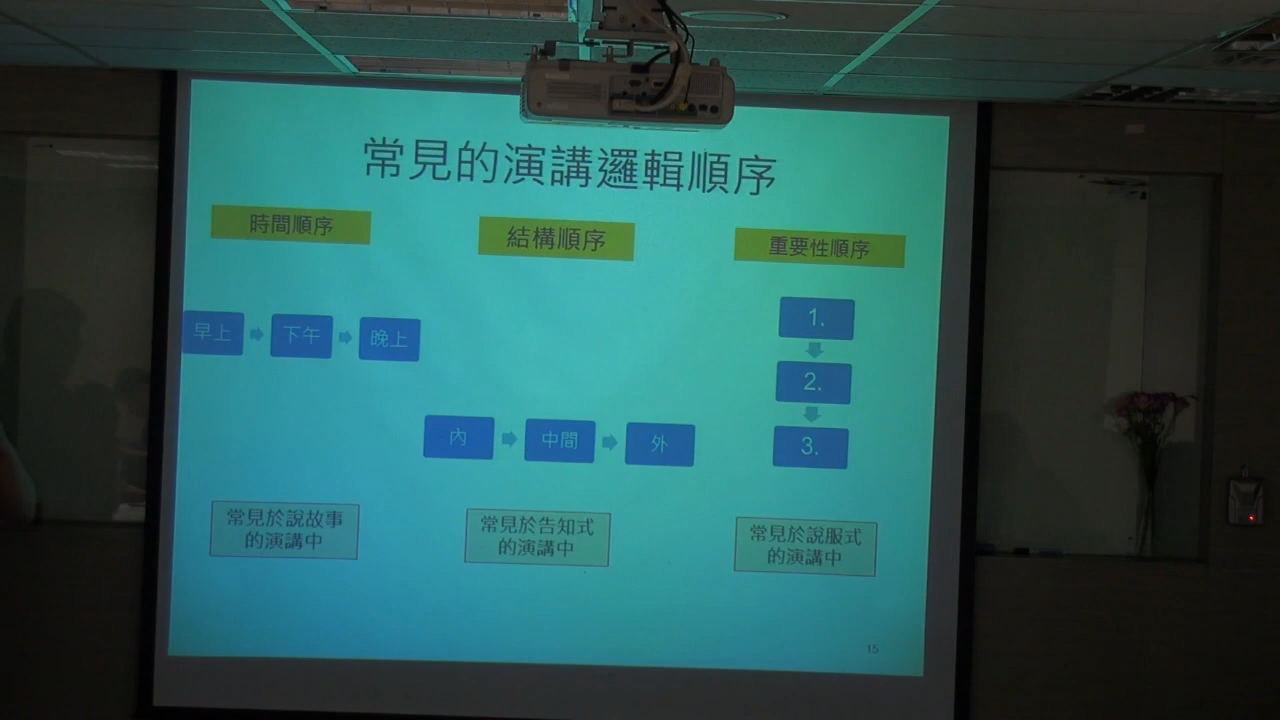 常見的演講邏輯順序
時間順序
結構順序
重要性順序
早上
下午
晚上
內
中間
外
1.
2.
3.
常見於說故事
的演講中
常見於告知式
的演講中
常見於說服式
的演講中
15